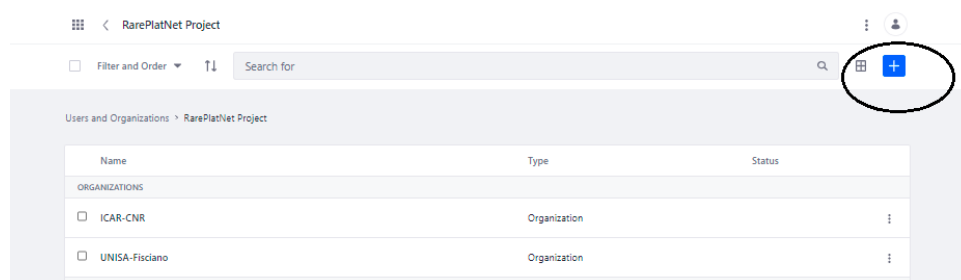 RarePlatNet Project
Filter and Order Search for
Users and Organizations > RarePlatNet Project
Name Type Status
ORGANIZATIONS
ICAR-CNR Organization
UNISA-Fisciano Organization